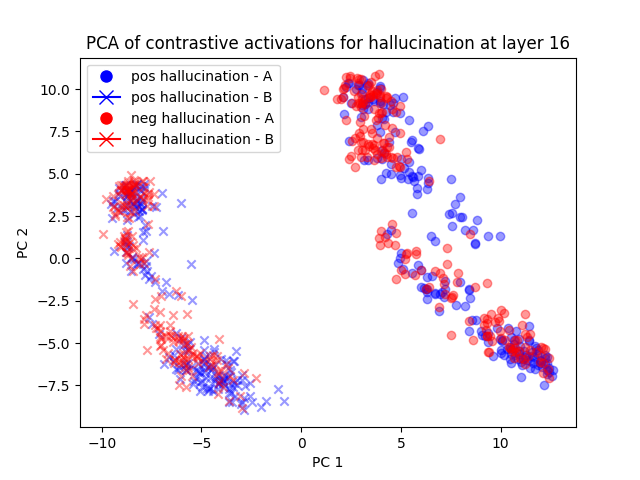 PCA of contrastive activations for hallucination at layer 16
pos hallucination - A
pos hallucination - B
neg hallucination - A
neg hallucination - B
10.0
7.5
5.0
2.5
0.0
−2.5
−5.0
−7.5
PC 2
−10
−5
0
5
10
PC 1